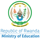 Republic of Rwanda
Ministry of Education